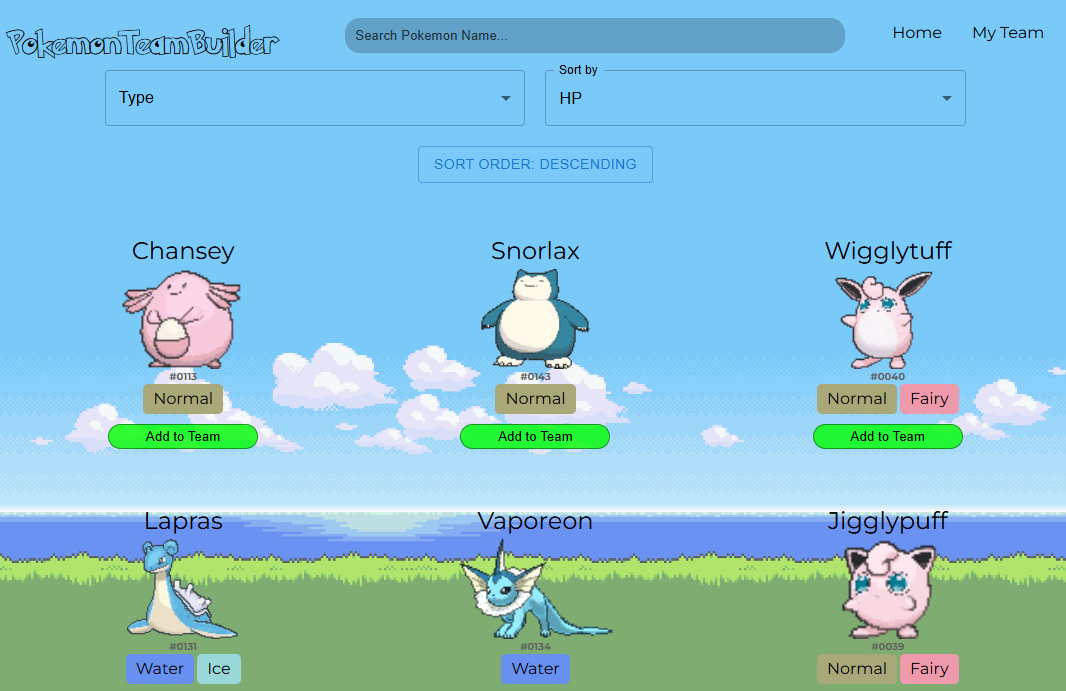 PokemonTeamBuilder
Search Pokemon Name...
Home
My Team
Type
Sort by
HP
SORT ORDER: DESCENDING
Chansey
Snorlax
Wigglytuff
#0113
#0143
#0040
Normal
Normal
Normal Fairy
Add to Team
Add to Team
Add to Team
Lapras
Vaporeon
Jigglypuff
#0131
#0134
#0039
Water Ice
Water
Normal Fairy